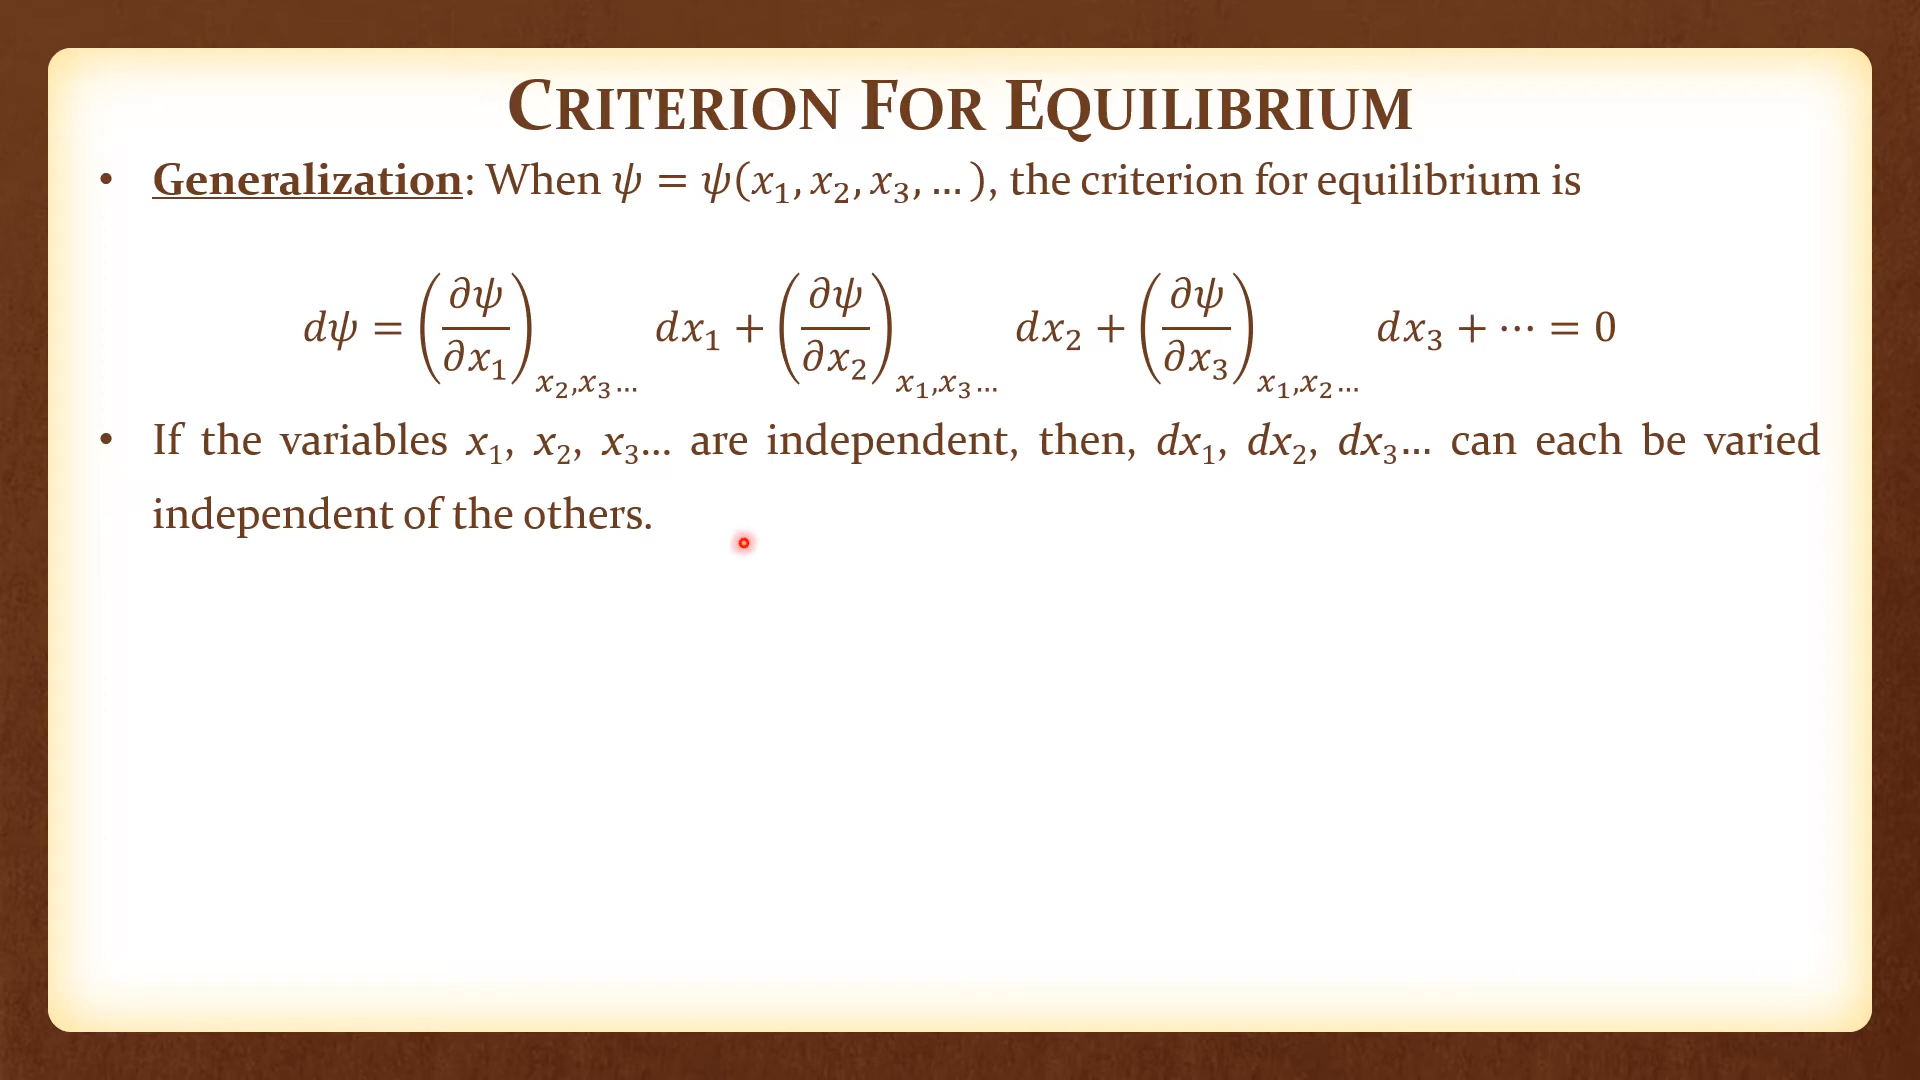 CRITERION FOR EQUILIBRIUM
• Generalization: When ψ = ψ(x₁, x₂, x₃, … ), the criterion for equilibrium is
dψ = (∂ψ/∂x₁)_{x₂,x₃…} dx₁ + (∂ψ/∂x₂)_{x₁,x₃…} dx₂ + (∂ψ/∂x₃)_{x₁,x₂…} dx₃ + ⋯ = 0
• If the variables x₁, x₂, x₃… are independent, then, dx₁, dx₂, dx₃… can each be varied
independent of the others.